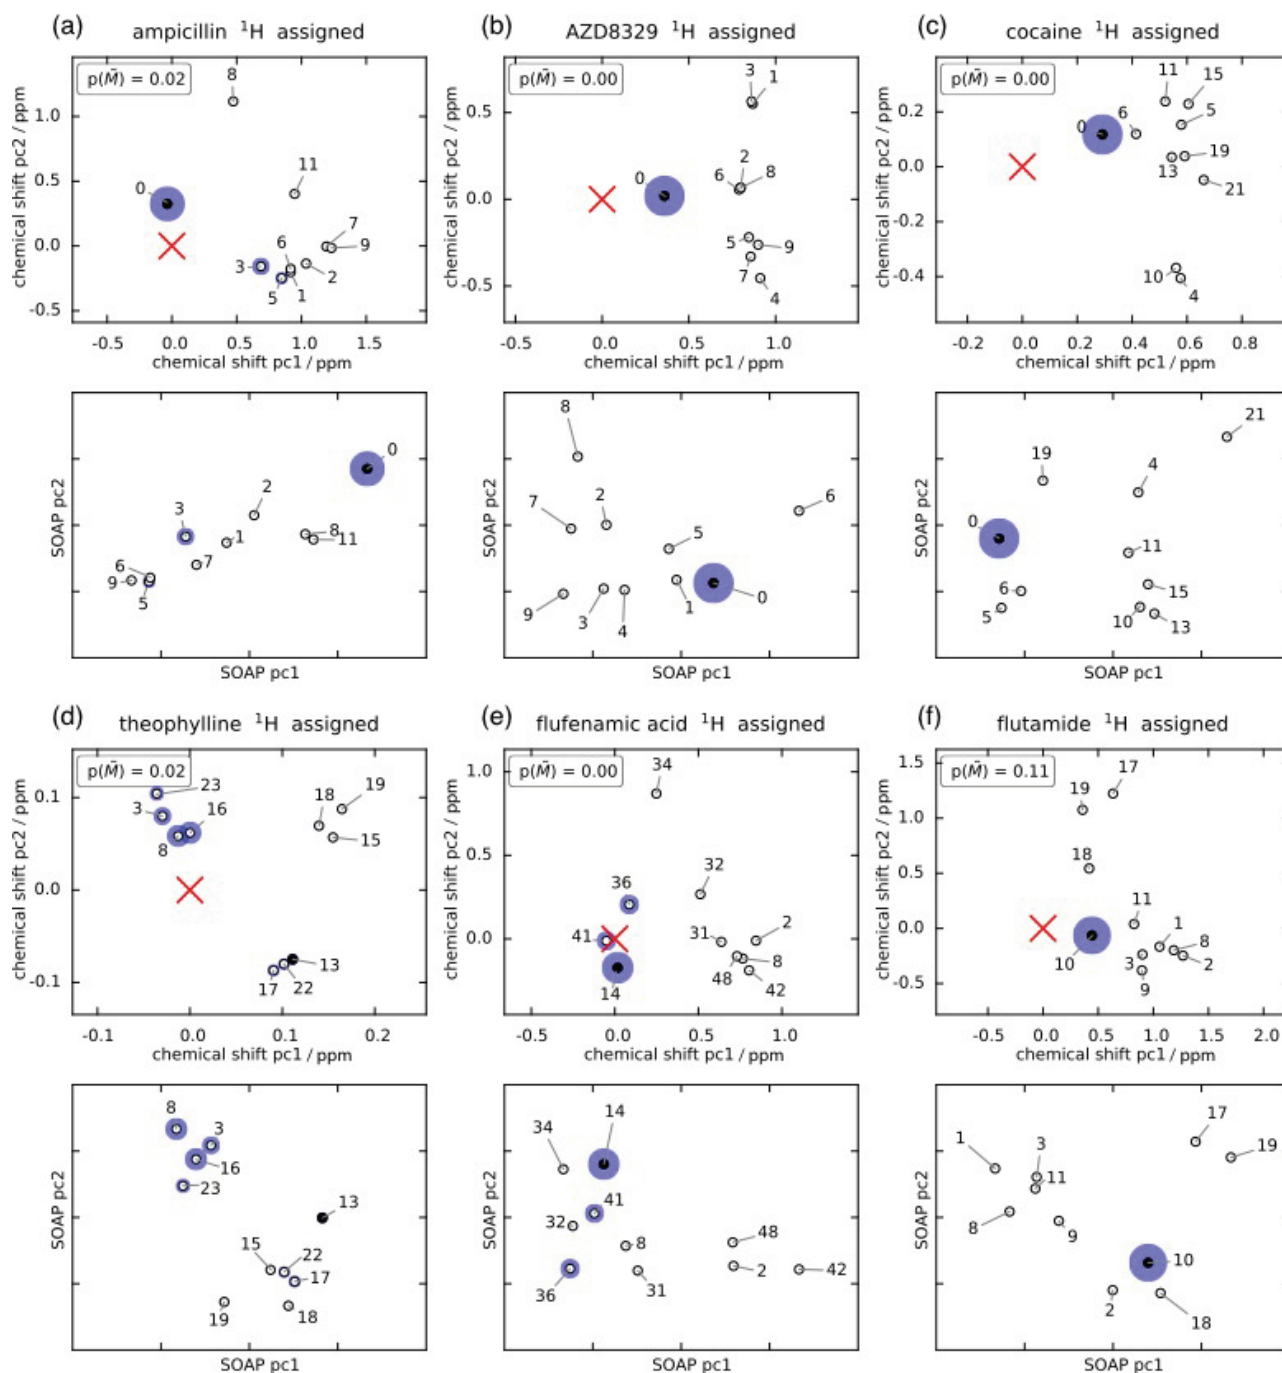 (a) ampicillin ¹H assigned
p(M̄) = 0.02
chemical shift pc2 / ppm
1.0
0.5
0.0
-0.5
8
11
0
7
6
9
3
2
5
1
-0.5 0.0 0.5 1.0 1.5
chemical shift pc1 / ppm
(b) AZD8329 ¹H assigned
p(M̄) = 0.00
chemical shift pc2 / ppm
0.5
0.0
-0.5
3 1
2
0 6 8
5 9
7
4
-0.5 0.0 0.5 1.0
chemical shift pc1 / ppm
(c) cocaine ¹H assigned
p(M̄) = 0.00
chemical shift pc2 / ppm
0.2
0.0
-0.2
-0.4
11 15
0 6 5
19
13
21
10
4
-0.2 0.0 0.2 0.4 0.6 0.8
chemical shift pc1 / ppm
SOAP pc2
0
2
3
8
1 11
7
6
9
5
SOAP pc1
SOAP pc2
8
7 2 6
5
1 0
9 3 4
SOAP pc1
SOAP pc2
21
19 4
0
11
6 15
5 10 13
SOAP pc1
(d) theophylline ¹H assigned
p(M̄) = 0.02
chemical shift pc2 / ppm
0.1
0.0
-0.1
23
3 16
8
18 19
15
13
17 22
-0.1 0.0 0.1 0.2
chemical shift pc1 / ppm
(e) flufenamic acid ¹H assigned
p(M̄) = 0.00
chemical shift pc2 / ppm
1.0
0.5
0.0
34
32
36
41 31 2
8
48
14 42
0.0 0.5 1.0
chemical shift pc1 / ppm
(f) flutamide ¹H assigned
p(M̄) = 0.11
chemical shift pc2 / ppm
1.5
1.0
0.5
0.0
-0.5
17
19
18
11
1
8
10 3 2
9
0.0 0.5 1.0 1.5 2.0
chemical shift pc1 / ppm
SOAP pc2
8
3
16
23
13
15 22
17
19 18
SOAP pc1
SOAP pc2
14
34
41
32
8 48
36 31 2 42
SOAP pc1
SOAP pc2
17
1 3 19
11
8
9
10
2
18
SOAP pc1